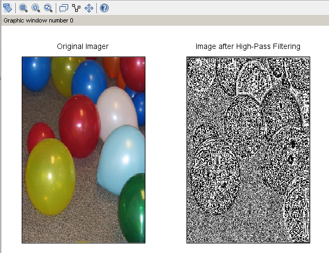 Graphic window number 0
Original Imager
Image after High-Pass Filtering